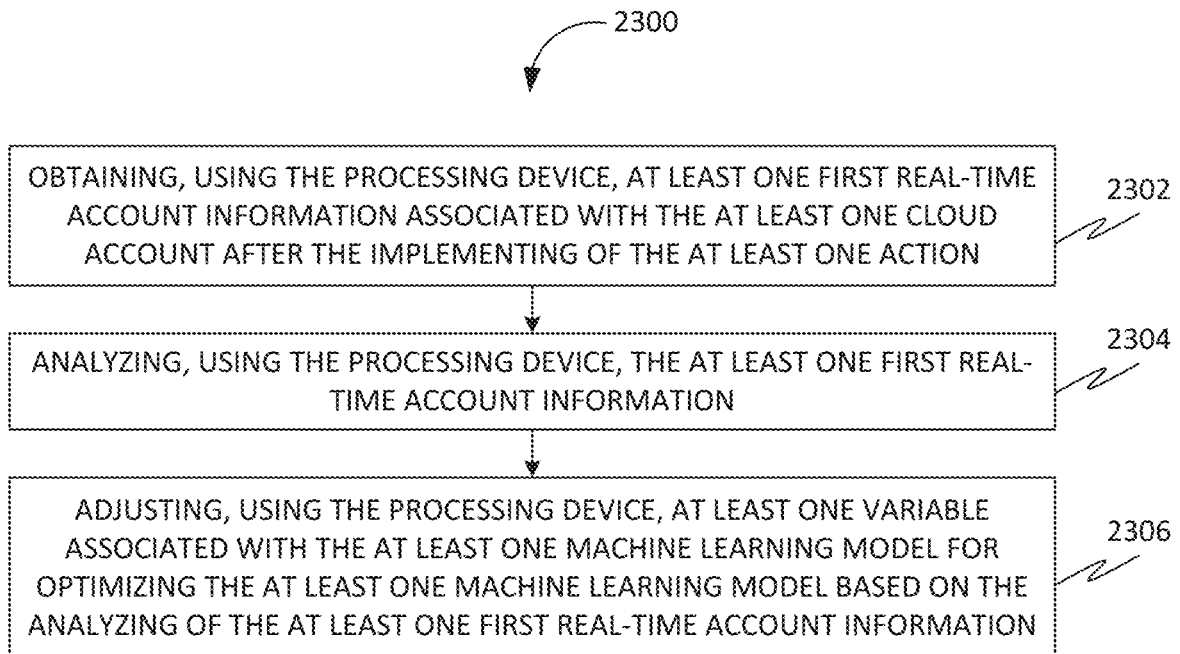 2300
OBTAINING, USING THE PROCESSING DEVICE, AT LEAST ONE FIRST REAL-TIME
ACCOUNT INFORMATION ASSOCIATED WITH THE AT LEAST ONE CLOUD
ACCOUNT AFTER THE IMPLEMENTING OF THE AT LEAST ONE ACTION
2302
ANALYZING, USING THE PROCESSING DEVICE, THE AT LEAST ONE FIRST REAL-
TIME ACCOUNT INFORMATION
2304
ADJUSTING, USING THE PROCESSING DEVICE, AT LEAST ONE VARIABLE
ASSOCIATED WITH THE AT LEAST ONE MACHINE LEARNING MODEL FOR
OPTIMIZING THE AT LEAST ONE MACHINE LEARNING MODEL BASED ON THE
ANALYZING OF THE AT LEAST ONE FIRST REAL-TIME ACCOUNT INFORMATION
2306